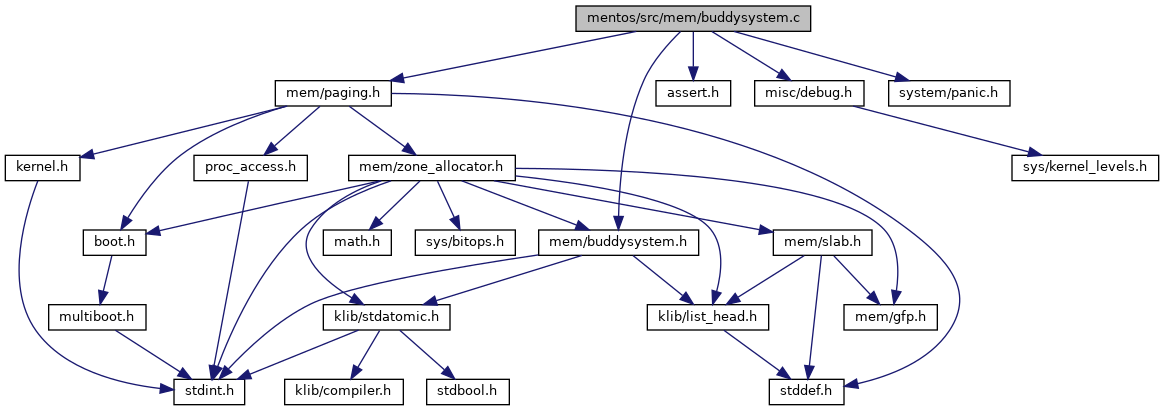 mentos/src/mem/buddysystem.c
mem/paging.h
assert.h
misc/debug.h
system/panic.h
kernel.h
proc_access.h
mem/zone_allocator.h
sys/kernel_levels.h
boot.h
math.h
sys/bitops.h
mem/buddysystem.h
mem/slab.h
multiboot.h
klib/stdatomic.h
klib/list_head.h
mem/gfp.h
stdint.h
klib/compiler.h
stdbool.h
stddef.h